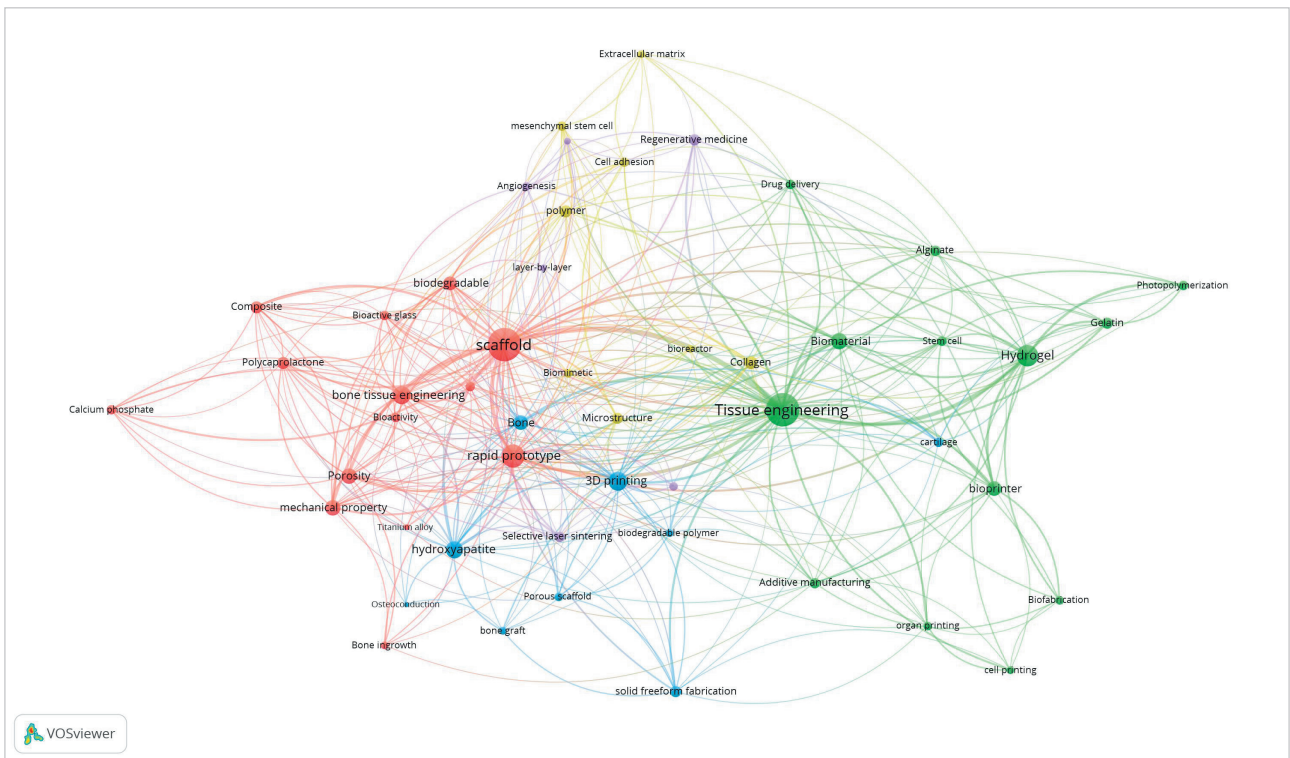 Extracellular matrix
mesenchymal stem cell
Regenerative medicine
Cell adhesion
Angiogenesis
Drug delivery
polymer
Alginate
layer-by-layer
biodegradable
Photopolymerization
Composite
Bioactive glass
Gelatin
scaffold
Biomaterial
Stem cell
bioreactor
Hydrogel
Polycaprolactone
Collagen
Biomimetic
bone tissue engineering
Calcium phosphate
Tissue engineering
Bioactivity
Bone
Microstructure
cartilage
rapid prototype
Porosity
3D printing
bioprinter
mechanical property
Titanium alloy
Selective laser sintering
biodegradable polymer
hydroxyapatite
Additive manufacturing
Porous scaffold
Biofabrication
Osteoconduction
organ printing
bone graft
Bone ingrowth
cell printing
solid freeform fabrication
VOSviewer